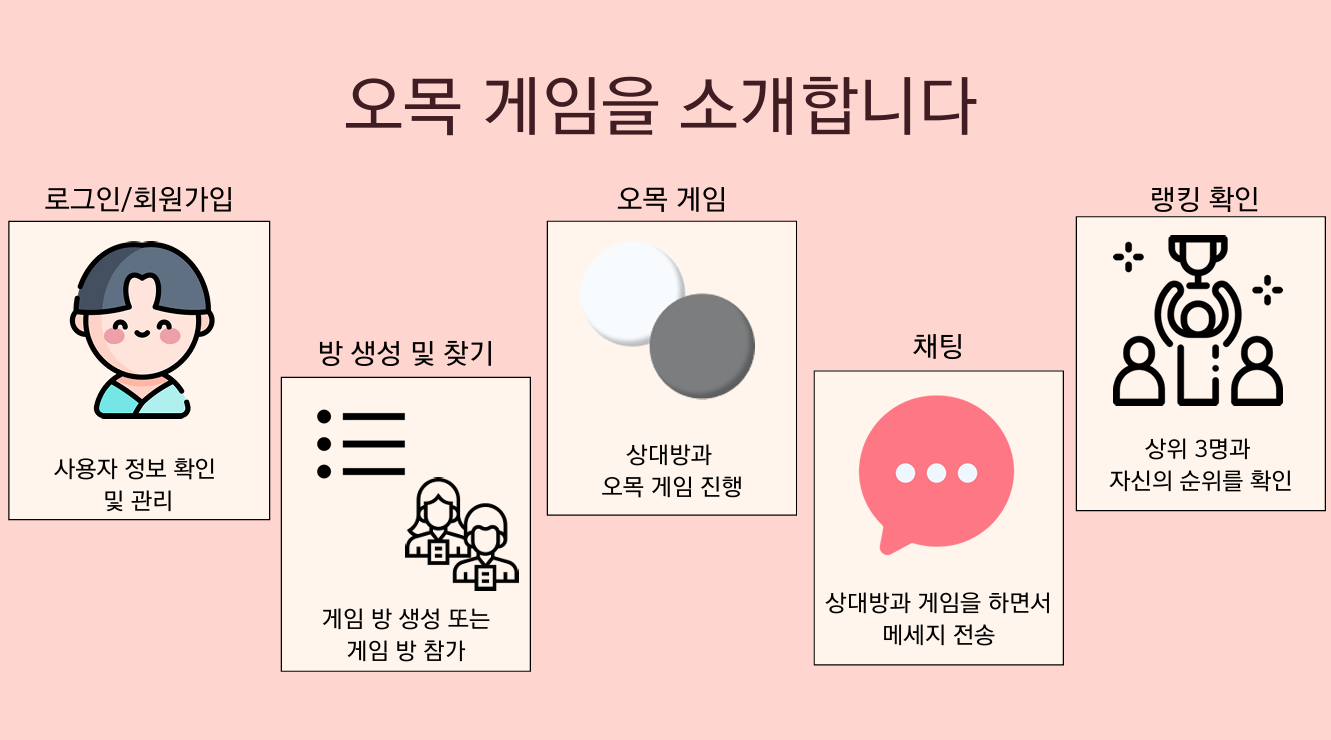 오목 게임을 소개합니다
로그인/회원가입
사용자 정보 확인
및 관리
방 생성 및 찾기
게임 방 생성 또는
게임 방 참가
오목 게임
상대방과
오목 게임 진행
채팅
상대방과 게임을 하면서
메세지 전송
랭킹 확인
상위 3명과
자신의 순위를 확인